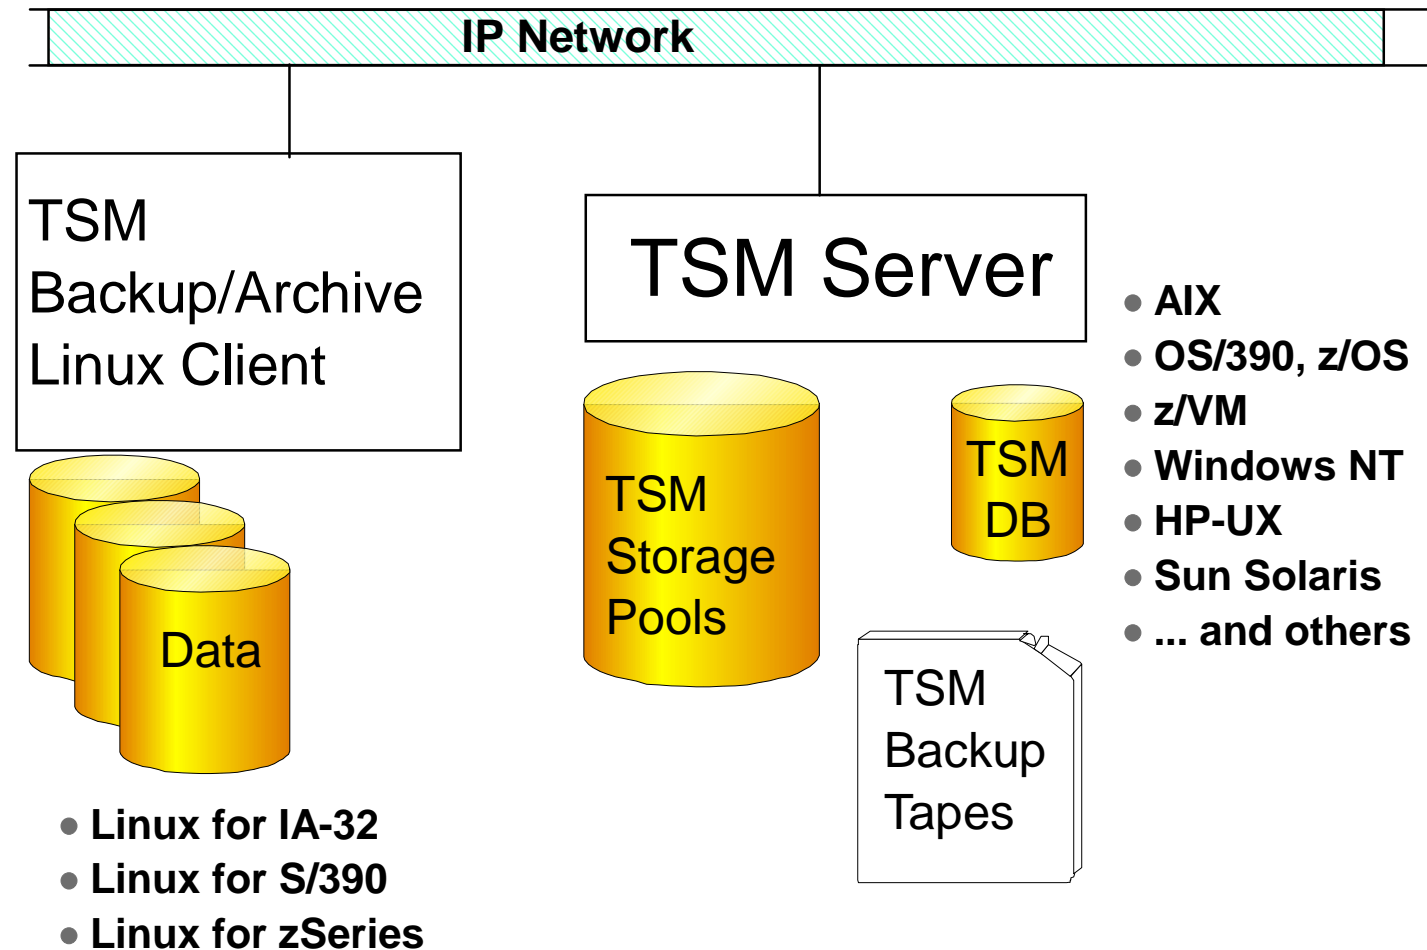 IP Network
TSM
Backup/Archive
Linux Client
TSM Server
Data
TSM
Storage
Pools
TSM
DB
TSM
Backup
Tapes
AIX
OS/390, z/OS
z/VM
Windows NT
HP-UX
Sun Solaris
... and others
Linux for IA-32
Linux for S/390
Linux for zSeries